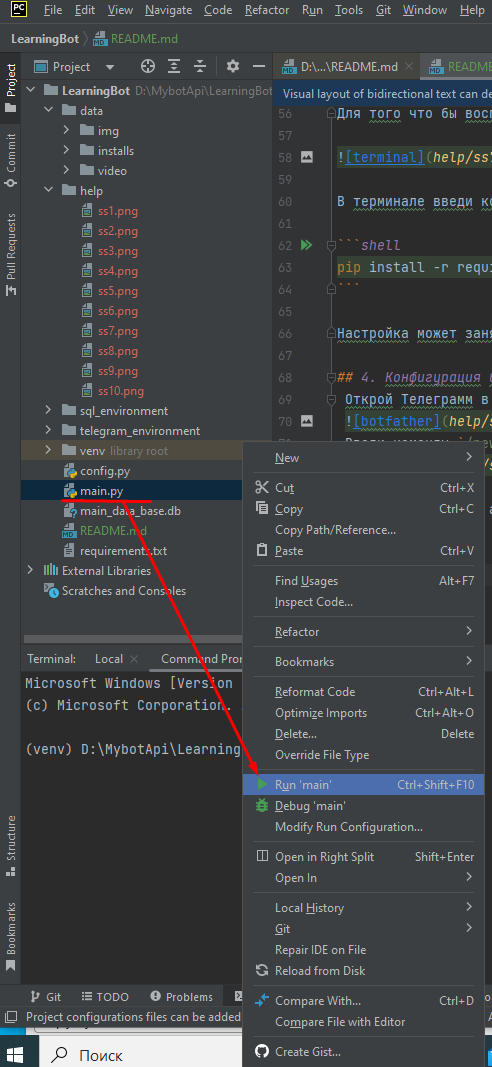 PC File Edit View Navigate Code Refactor Run Tools Git Window Help
LearningBot README.md
Project
D:\...\README.md
README
LearningBot D:\MybotApi\LearningBot
data
img
installs
video
help
ss1.png
ss2.png
ss3.png
ss4.png
ss5.png
ss6.png
ss7.png
ss8.png
ss9.png
ss10.png
sql_environment
telegram_environment
venv library root
config.py
main.py
main_data_base.db
README.md
requirements.txt
External Libraries
Scratches and Consoles
Project
Commit
Pull Requests
Structure
Bookmarks
Visual layout of bidirectional text can de
56 Для того что бы восп
57
58 ![terminal](help/ss
59
60 В терминале введи ко
61
62 ```shell
63 pip install -r requi
64 ```
65
66 Настройка может заня
67
68 ## 4. Конфигурация
69 Открой Телеграмм в
70 ![botfather](help/s
New
Cut Ctrl+X
Copy Ctrl+C
Copy Path/Reference...
Paste Ctrl+V
Find Usages Alt+F7
Inspect Code...
Refactor
Bookmarks
Reformat Code Ctrl+Alt+L
Optimize Imports Ctrl+Alt+O
Delete... Delete
Override File Type
Run 'main' Ctrl+Shift+F10
Debug 'main'
Modify Run Configuration...
Open in Right Split Shift+Enter
Open In
Local History
Git
Repair IDE on File
Reload from Disk
Compare With... Ctrl+D
Compare File with Editor
Create Gist...
Terminal: Local Command Pro
Microsoft Windows [Version
(c) Microsoft Corporation.
(venv) D:\MybotApi\Learning
Git TODO Problems
Project configurations files can be added
Поиск